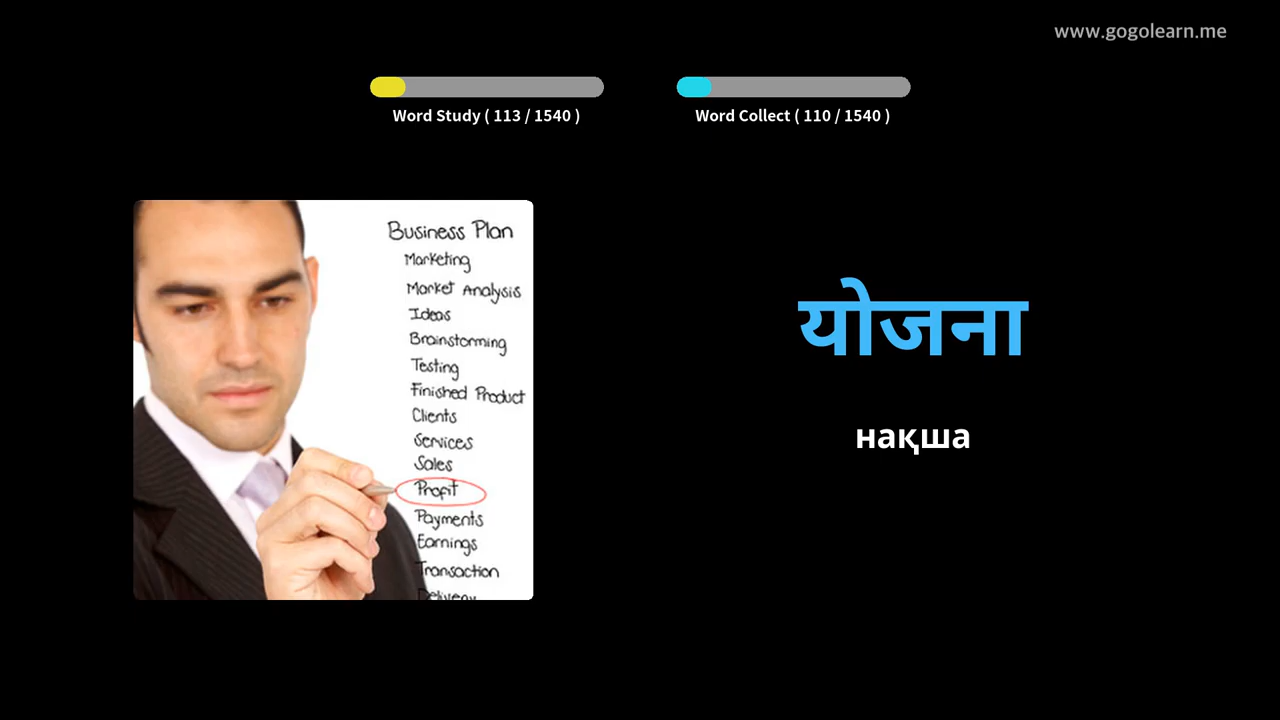 www.gogolearn.me
Word Study ( 113 / 1540 )
Word Collect ( 110 / 1540 )
Business Plan
Marketing
Market Analysis
Ideas
Brainstorming
Testing
Finished Product
Clients
Services
Sales
Profit
Payments
Earnings
Transaction
Delivery
योजना
нақша